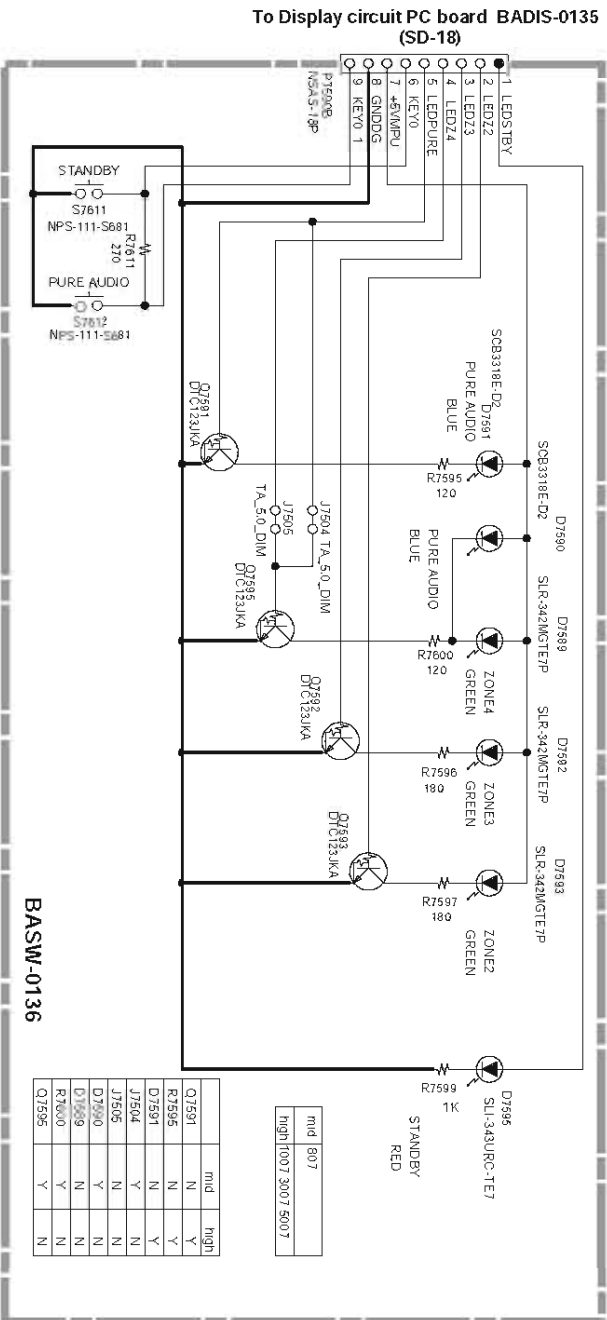 To Display circuit PC board BADIS-0135
(SD-18)
P7590B
NSAS-18P
1 LEDSTBY
2 LEDZ2
3 LEDZ3
4 LEDZ4
5 LEDPURE
6 KEY0
7 +5VMPU
8 GNDDG
9 KEY0_1
STANDBY
S7611
NPS-111-S681
R7611
270
PURE AUDIO
S7612
NPS-111-S681
Q7591
DTC123JKA
R7595
120
SCB3318E-D2
D7591
PURE AUDIO
BLUE
J7505
TA_5.0_DIM
J7504 TA_5.0_DIM
SCB3318E-D2
D7590
PURE AUDIO
BLUE
Q7595
DTC123JKA
R7600
120
D7589
SLR-342MGTE7P
ZONE4
GREEN
Q7592
DTC123JKA
R7596
180
D7592
SLR-342MGTE7P
ZONE3
GREEN
Q7593
DTC123JKA
R7597
180
D7593
SLR-342MGTE7P
ZONE2
GREEN
R7599
1K
D7595
SLI-343URC-TE7
STANDBY
RED
BASW-0136
mid 807
high 1007 3007 5007
mid high
Q7591 N Y
R7595 Y Y
D7591 N Y
J7504 Y N
J7505 N N
D7590 N N
D7589 N N
R7600 Y N
Q7595 Y N